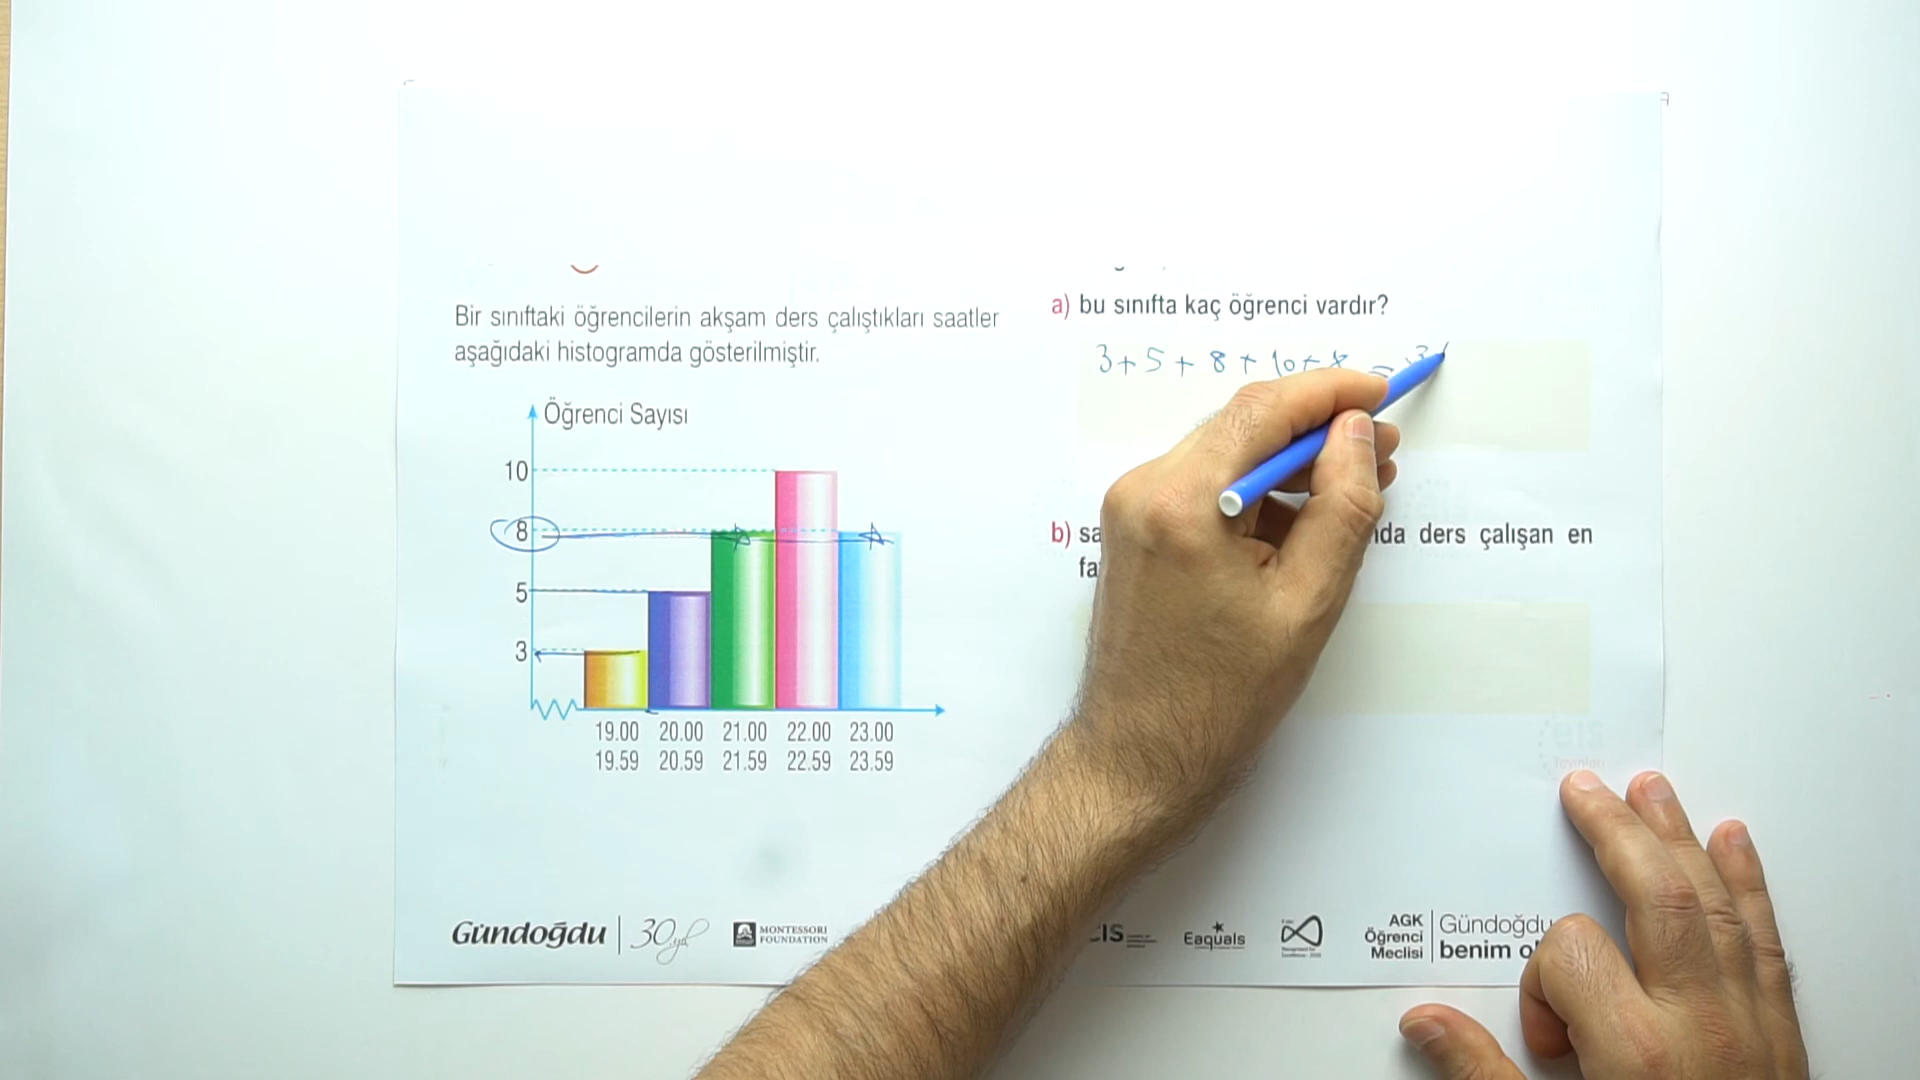 Bir sınıftaki öğrencilerin akşam ders çalıştıkları saatler
aşağıdaki histogramda gösterilmiştir.
Öğrenci Sayısı
10
8
5
3
19.00 20.00 21.00 22.00 23.00
19.59 20.59 21.59 22.59 23.59
a) bu sınıfta kaç öğrenci vardır?
3+5+8+10+8 =
b) ders çalışan en
Gündoğdu 30.yıl
MONTESSORI
FOUNDATION
CIS
Eaquals
AGK
Öğrenci
Meclisi
Gündoğdu
benim